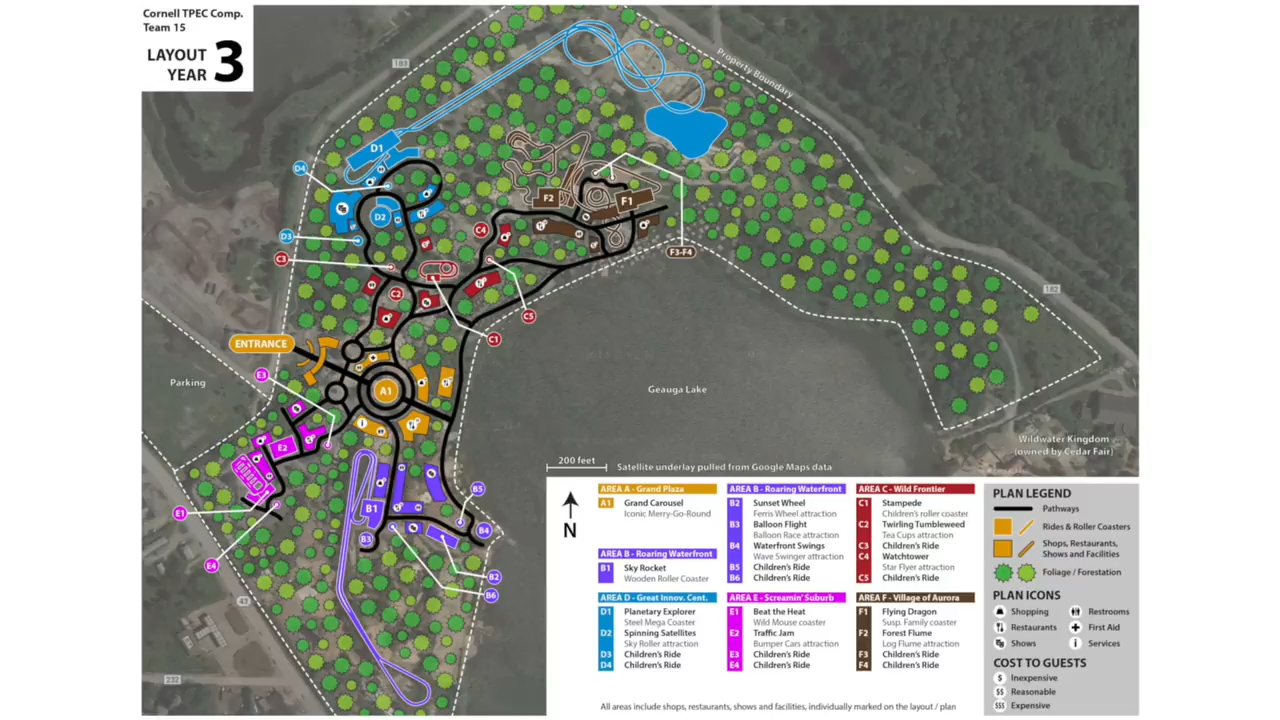 Cornell TPEC Comp.
Team 15
LAYOUT
YEAR 3
183
Property Boundary
D1
D4
D2
D3
C3
C4
F2
F1
F3-F4
C2
C5
C1
182
ENTRANCE
E3
Parking
A1
Geauga Lake
E2
Wildwater Kingdom
(owned by Cedar Fair)
200 feet
Satellite underlay pulled from Google Maps data
B5
B1
E1
B4
B3
E4
B2
B6
43
232
N
AREA A - Grand Plaza
A1 Grand Carousel
Iconic Merry-Go-Round
AREA B - Roaring Waterfront
B1 Sky Rocket
Wooden Roller Coaster
AREA B - Roaring Waterfront
B2 Sunset Wheel
Ferris Wheel attraction
B3 Balloon Flight
Balloon Race attraction
B4 Waterfront Swings
Wave Swinger attraction
B5 Children's Ride
B6 Children's Ride
AREA C - Wild Frontier
C1 Stampede
Children's roller coaster
C2 Twirling Tumbleweed
Tea Cups attraction
C3 Children's Ride
C4 Watchtower
Star Flyer attraction
C5 Children's Ride
AREA D - Great Innov. Cent.
D1 Planetary Explorer
Steel Mega Coaster
D2 Spinning Satellites
Sky Roller attraction
D3 Children's Ride
D4 Children's Ride
AREA E - Screamin' Suburb
E1 Beat the Heat
Wild Mouse coaster
E2 Traffic Jam
Bumper Cars attraction
E3 Children's Ride
E4 Children's Ride
AREA F - Village of Aurora
F1 Flying Dragon
Susp. Family coaster
F2 Forest Flume
Log Flume attraction
F3 Children's Ride
F4 Children's Ride
All areas include shops, restaurants, shows and facilities, individually marked on the layout / plan
PLAN LEGEND
Pathways
Rides & Roller Coasters
Shops, Restaurants,
Shows and Facilities
Foliage / Forestation
PLAN ICONS
Shopping
Restrooms
Restaurants
First Aid
Shows
i Services
COST TO GUESTS
$ Inexpensive
$$ Reasonable
$$$ Expensive